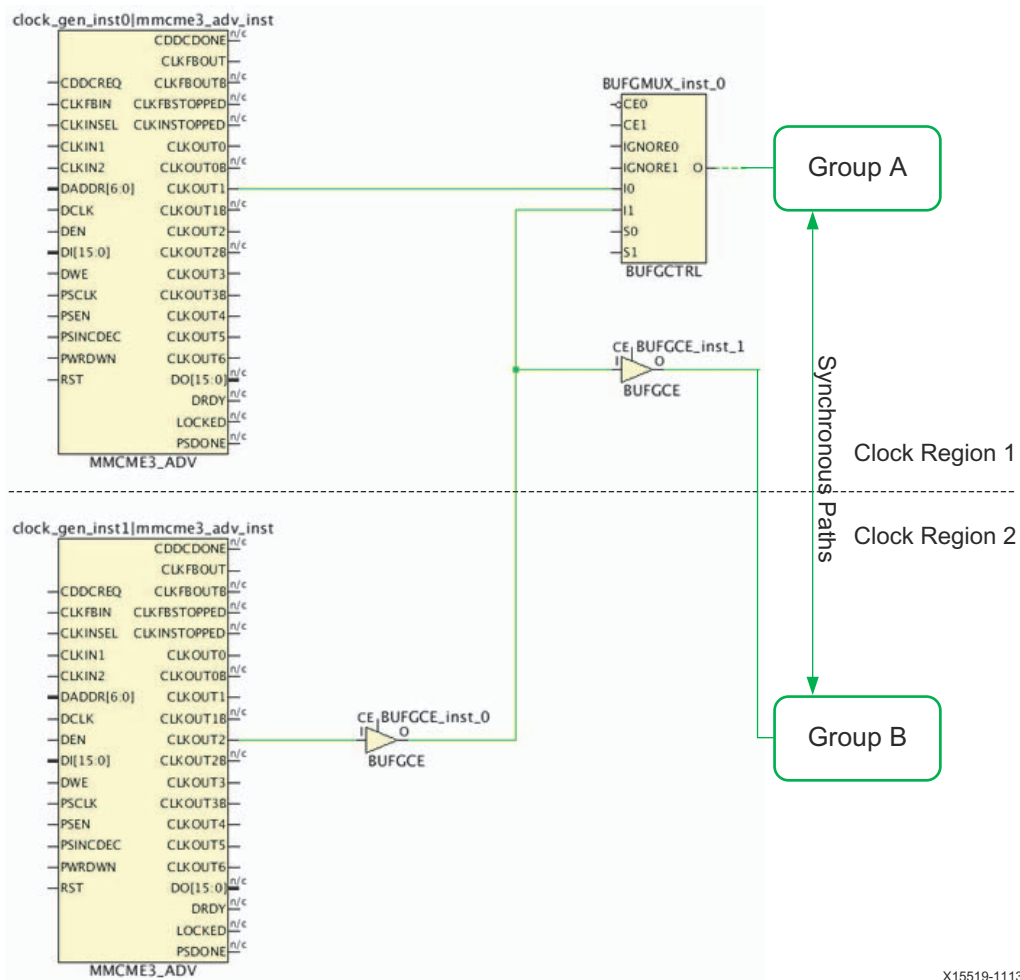 clock_gen_inst0|mmcme3_adv_inst
CDDCDONE n/c
CLKFBOUT
CDDCREQ CLKFBOUTB n/c
CLKFBIN CLKFBSTOPPED n/c
CLKINSEL CLKINSTOPPED n/c
CLKIN1 CLKOUT0
CLKIN2 CLKOUT0B n/c
DADDR[6:0] CLKOUT1
DCLK CLKOUT1B n/c
DEN CLKOUT2
DI[15:0] CLKOUT2B n/c
DWE CLKOUT3
PSCLK CLKOUT3B n/c
PSEN CLKOUT4
PSINCDEC CLKOUT5
PWRDWN CLKOUT6
RST DO[15:0] n/c
DRDY n/c
LOCKED n/c
PSDONE n/c
MMCME3_ADV
BUFGMUX_inst_0
CE0
CE1
IGNORE0
IGNORE1 O
I0
I1
S0
S1
BUFGCTRL
Group A
CE BUFGCE_inst_1
I O
BUFGCE
Synchronous Paths
Clock Region 1
Clock Region 2
clock_gen_inst1|mmcme3_adv_inst
CDDCDONE n/c
CLKFBOUT
CDDCREQ CLKFBOUTB n/c
CLKFBIN CLKFBSTOPPED n/c
CLKINSEL CLKINSTOPPED n/c
CLKIN1 CLKOUT0
CLKIN2 CLKOUT0B n/c
DADDR[6:0] CLKOUT1
DCLK CLKOUT1B n/c
DEN CLKOUT2
DI[15:0] CLKOUT2B n/c
DWE CLKOUT3
PSCLK CLKOUT3B n/c
PSEN CLKOUT4
PSINCDEC CLKOUT5
PWRDWN CLKOUT6
RST DO[15:0] n/c
DRDY n/c
LOCKED n/c
PSDONE n/c
MMCME3_ADV
CE BUFGCE_inst_0
I O
BUFGCE
Group B
X15519-1113